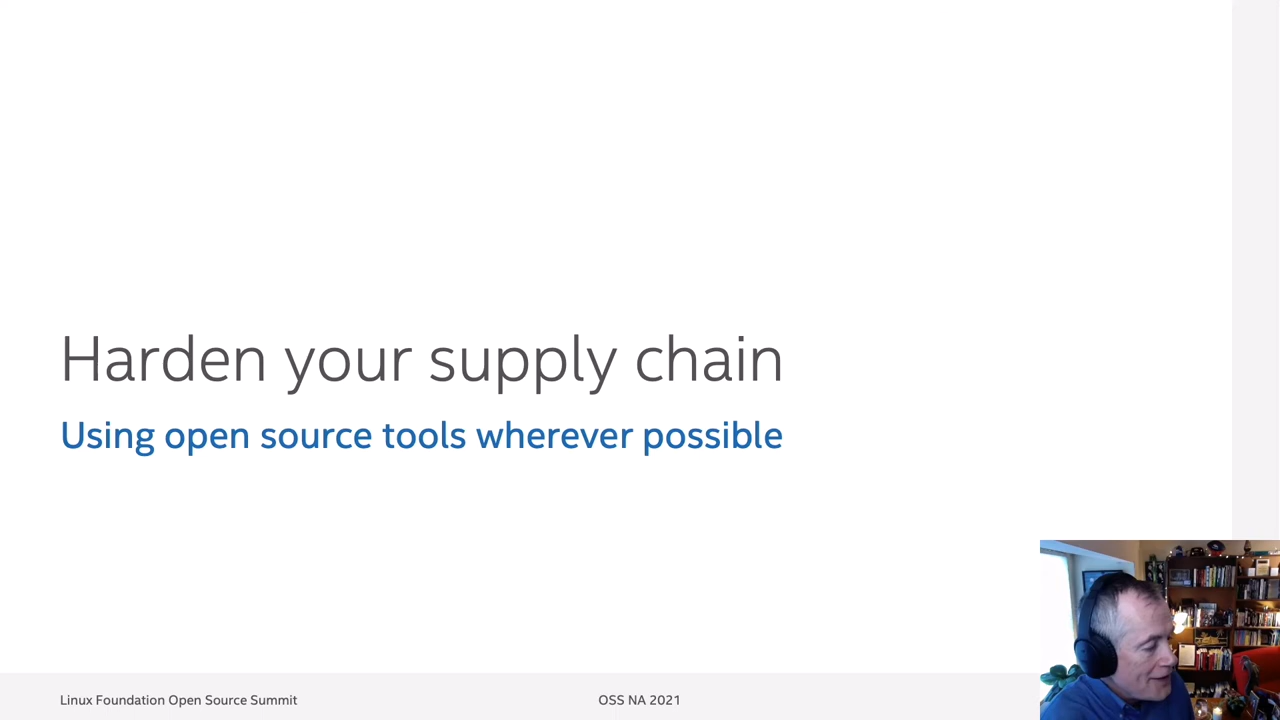 Harden your supply chain
Using open source tools wherever possible
Linux Foundation Open Source Summit
OSS NA 2021